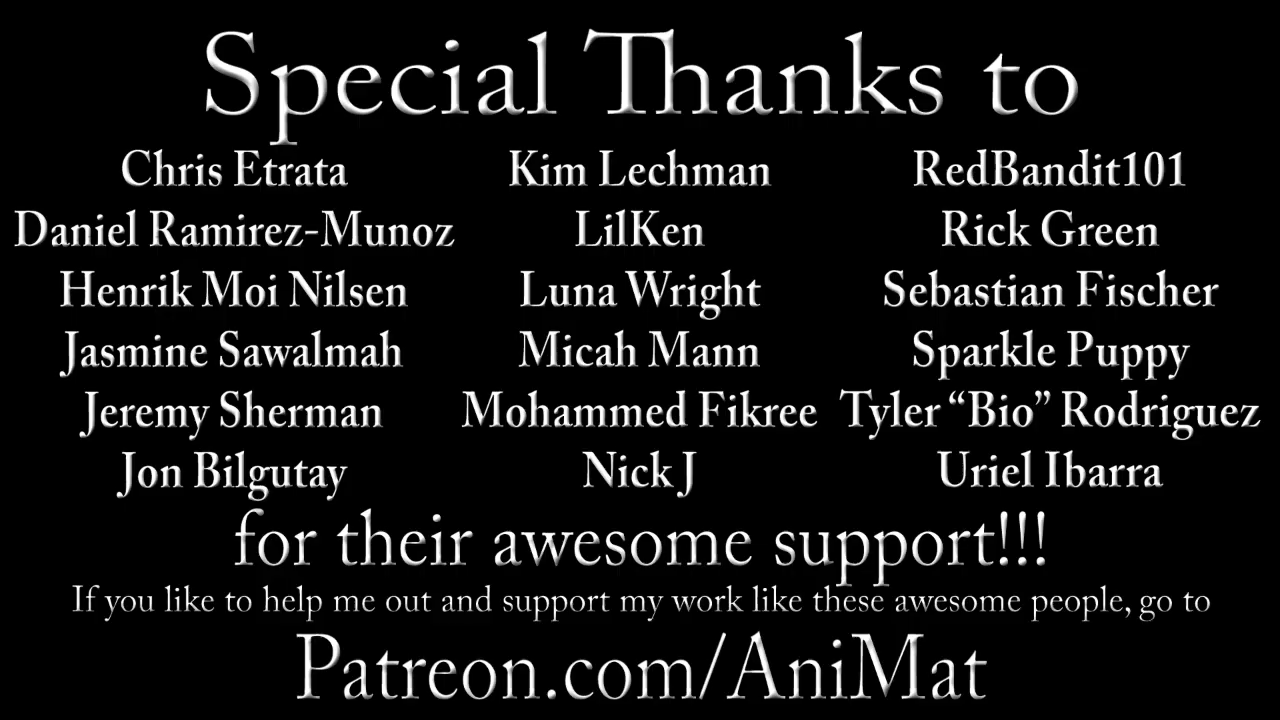 Special Thanks to
Chris Etrata Kim Lechman RedBandit101
Daniel Ramirez-Munoz LilKen Rick Green
Henrik Moi Nilsen Luna Wright Sebastian Fischer
Jasmine Sawalmah Micah Mann Sparkle Puppy
Jeremy Sherman Mohammed Fikree Tyler “Bio” Rodriguez
Jon Bilgutay Nick J Uriel Ibarra
for their awesome support!!!
If you like to help me out and support my work like these awesome people, go to
Patreon.com/AniMat